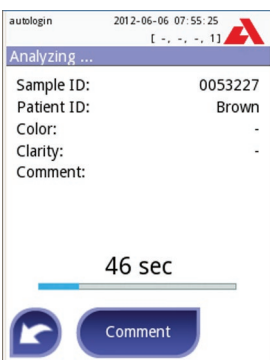 autologin 2012-06-06 07:55:25
[ -, -, -, 1]
Analyzing ...
Sample ID: 0053227
Patient ID: Brown
Color: -
Clarity: -
Comment:
46 sec
Comment